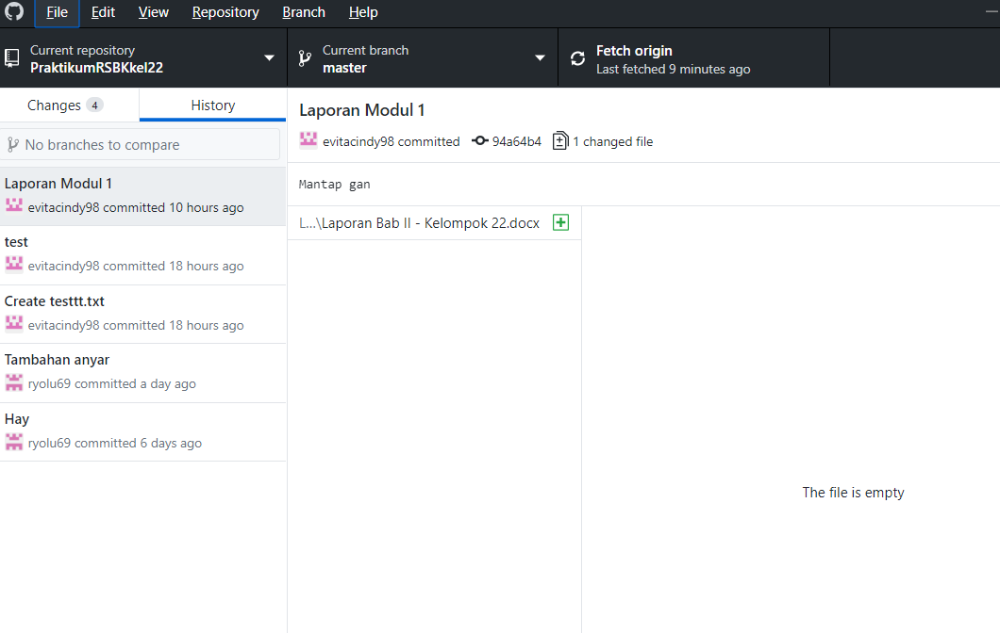 File Edit View Repository Branch Help
Current repository
PraktikumRSBKkel22
Current branch
master
Fetch origin
Last fetched 9 minutes ago
Changes 4
History
No branches to compare
Laporan Modul 1
evitacindy98 committed 10 hours ago
test
evitacindy98 committed 18 hours ago
Create testtt.txt
evitacindy98 committed 18 hours ago
Tambahan anyar
ryolu69 committed a day ago
Hay
ryolu69 committed 6 days ago
Laporan Modul 1
evitacindy98 committed 94a64b4 1 changed file
Mantap gan
L...\Laporan Bab II - Kelompok 22.docx
The file is empty